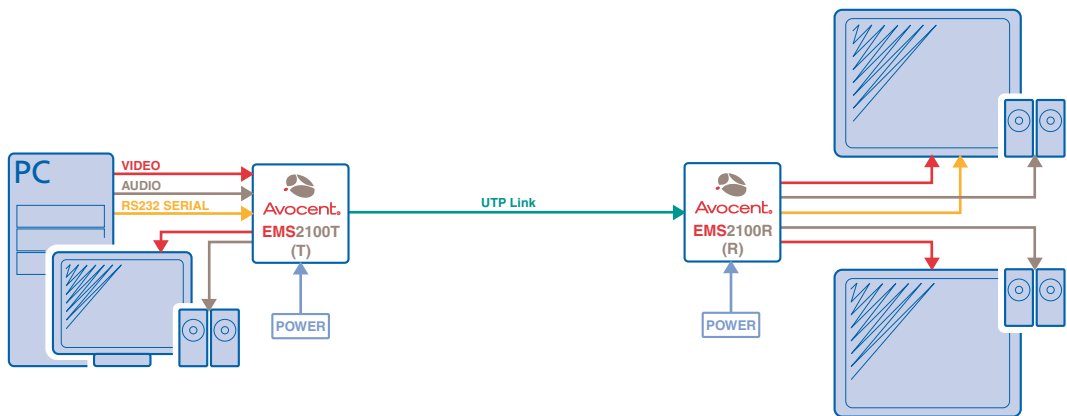 PC
VIDEO
AUDIO
RS232 SERIAL
Avocent.
EMS2100T
(T)
POWER
UTP Link
Avocent.
EMS2100R
(R)
POWER